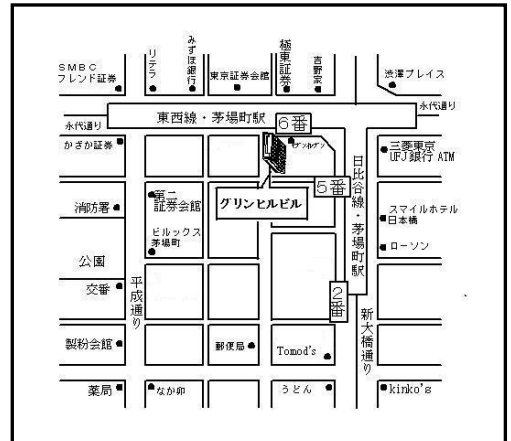 SMBC
フレンド証券
リテラ
みずほ銀行
東京証券会館
極東証券
吉野家
渋澤プレイス
永代通り
永代通り
東西線・茅場町駅
6番
かざか証券
三菱東京
UFJ銀行 ATM
日比谷線・茅場町駅
5番
第二
証券会館
グリンヒルビル
消防署
スマイルホテル
日本橋
ビルックス
茅場町
ローソン
公園
交番
平成通り
2番
新大橋通り
製粉会館
郵便局
Tomod's
薬局
なか卯
うどん
kinko's